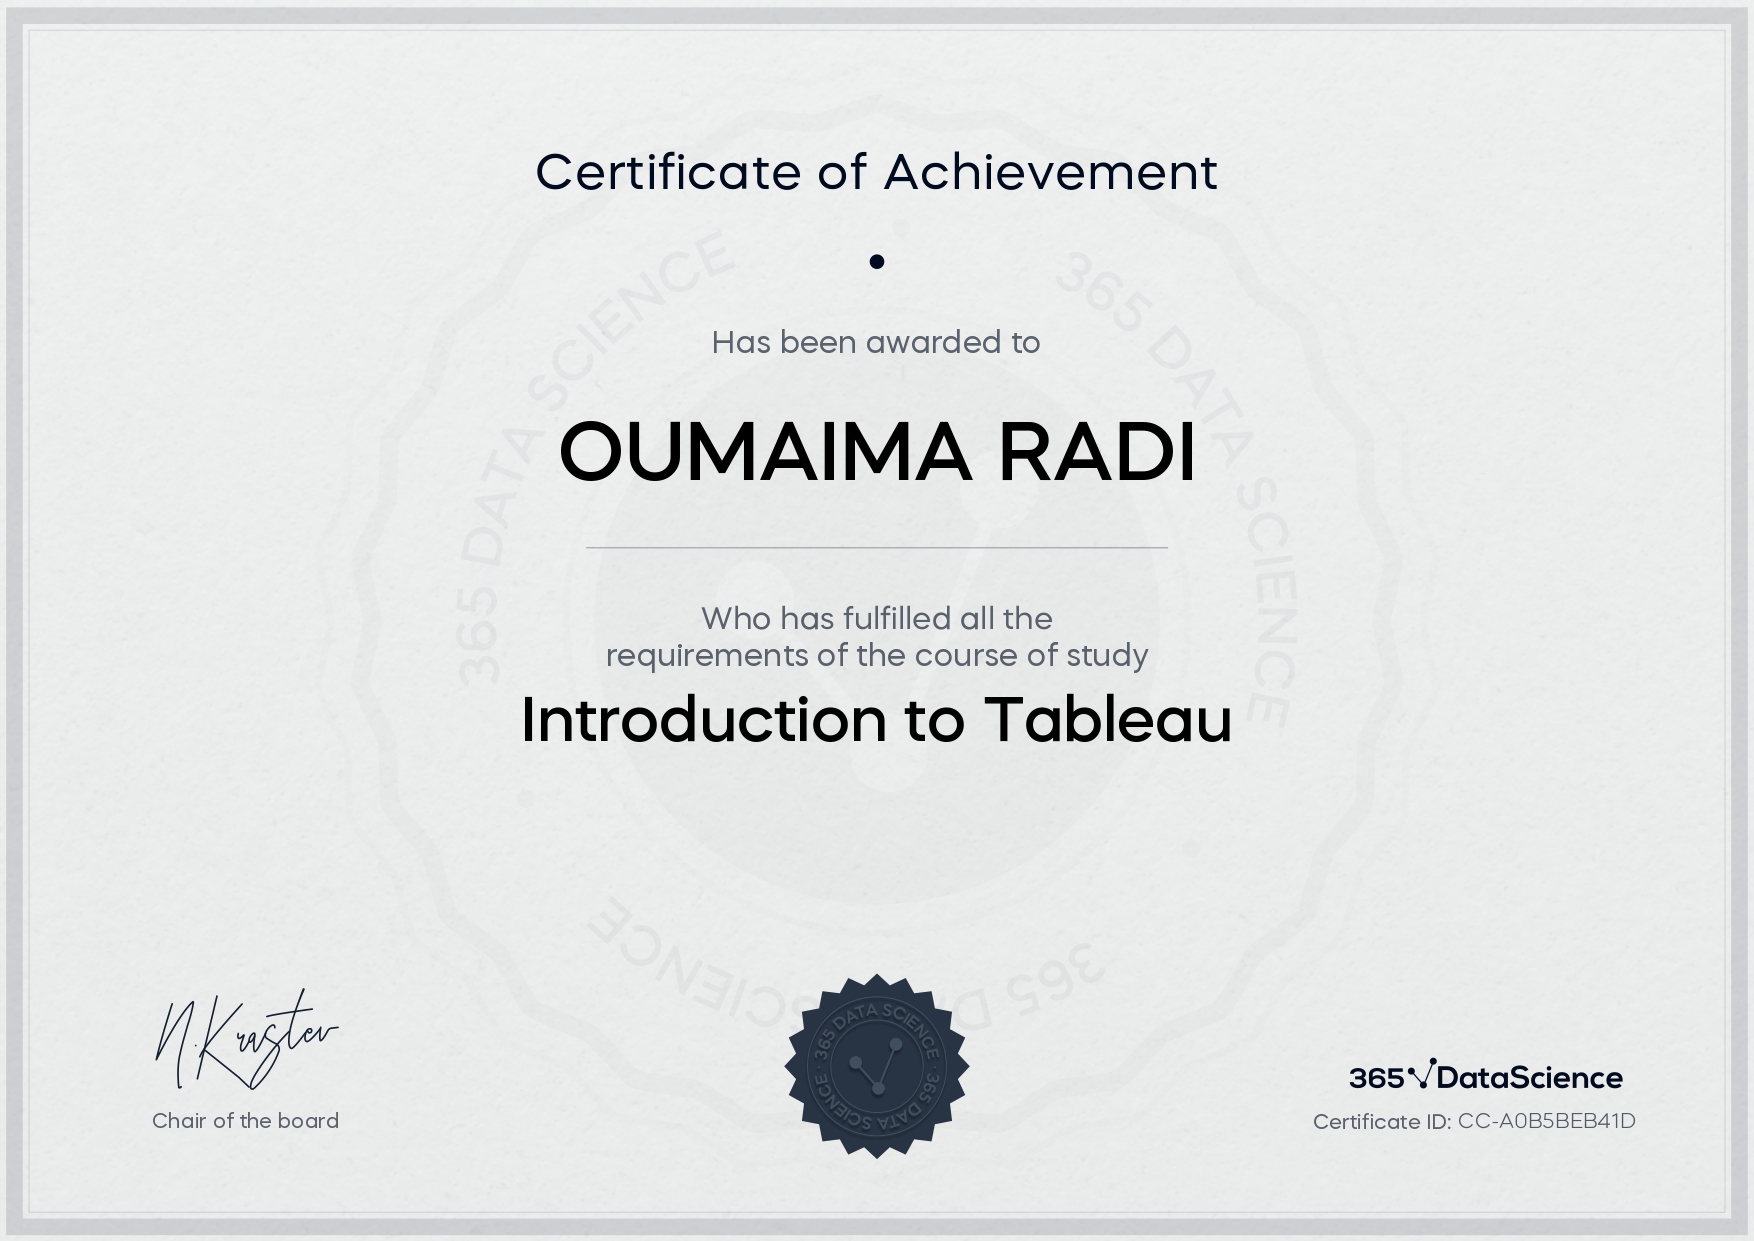 Certificate of Achievement
•
Has been awarded to
OUMAIMA RADI
Who has fulfilled all the
requirements of the course of study
Introduction to Tableau
N.Krastev
Chair of the board
365 DATA SCIENCE · 365 DATA SCIENCE ·
365 DataScience
Certificate ID: CC-A0B5BEB41D
365 DATA SCIENCE
365 DATA SCIENCE
365 DATA SCIENCE